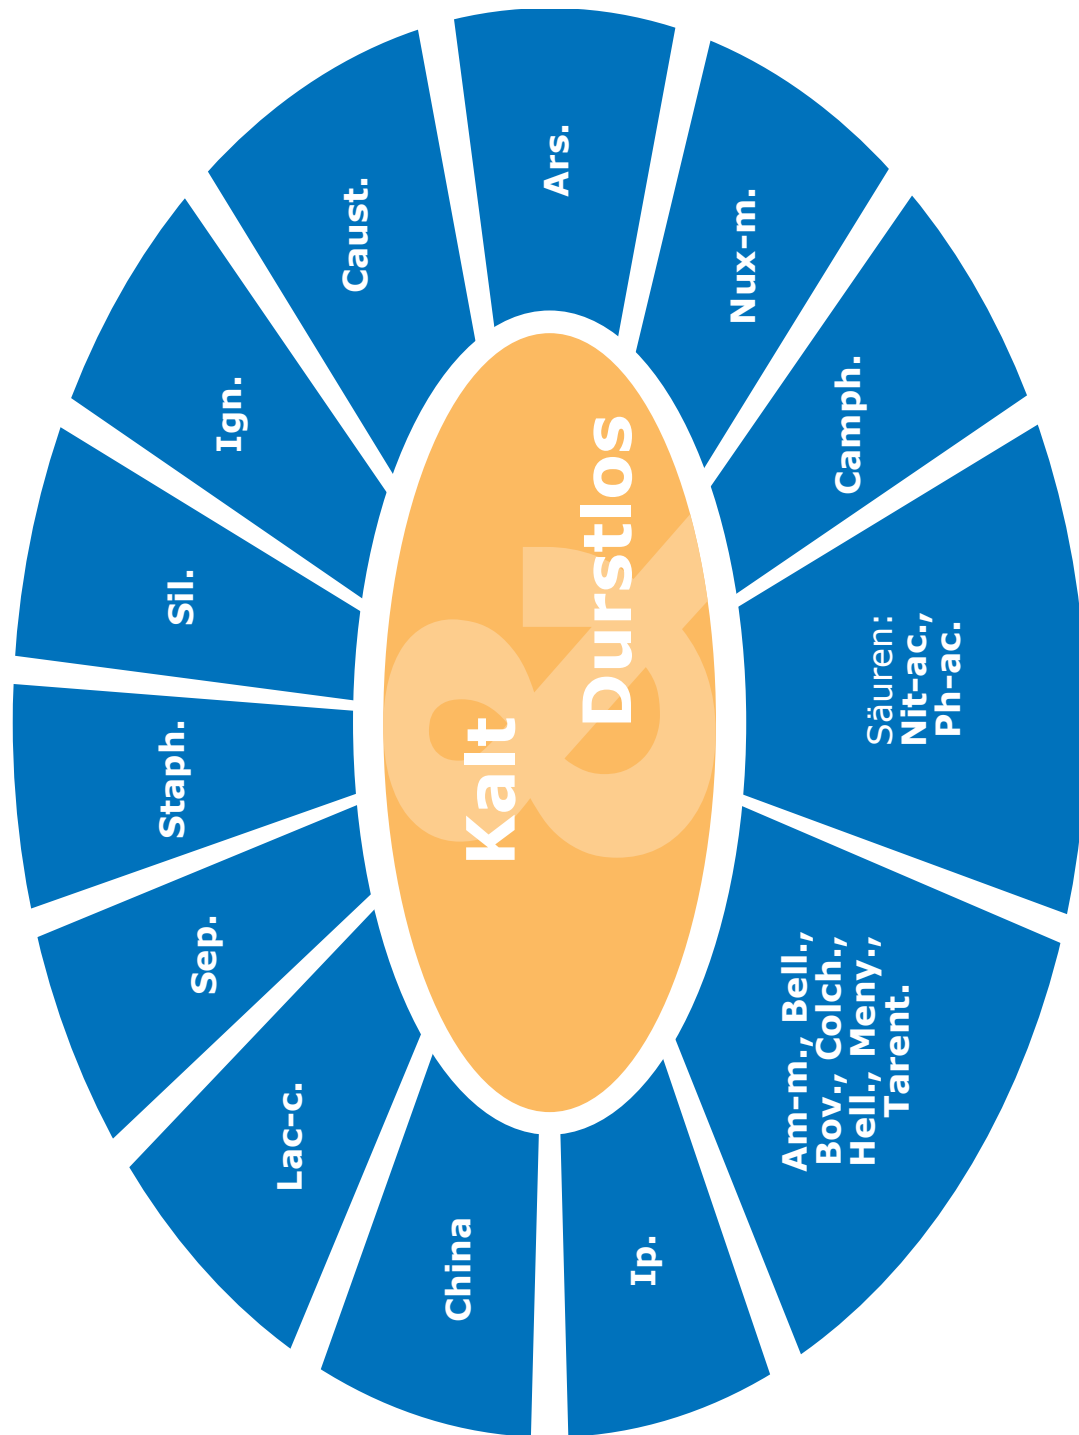 Kalt
&
Durstlos
Staph.
Sil.
Ign.
Caust.
Ars.
Nux-m.
Camph.
Säuren:
Nit-ac.,
Ph-ac.
Am-m., Bell.,
Bov., Colch.,
Hell., Meny.,
Tarent.
Ip.
China
Lac-c.
Sep.